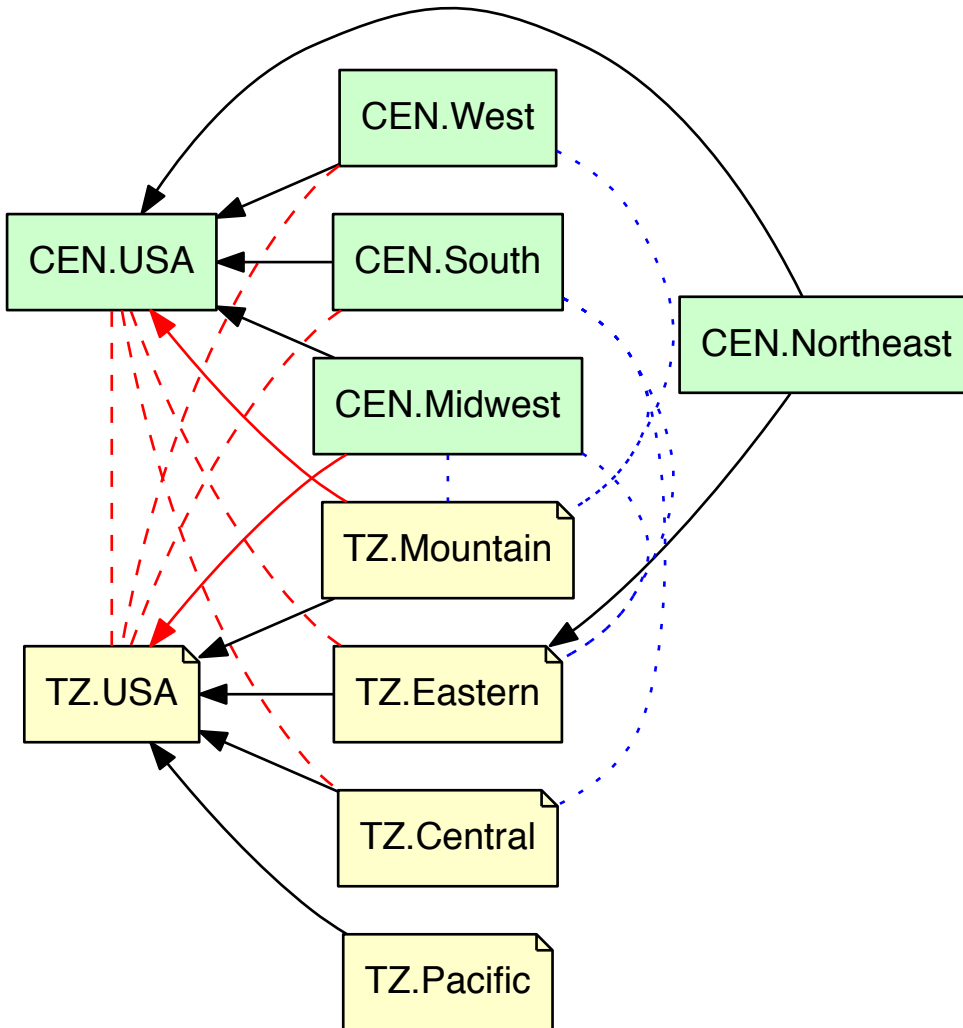 CEN.West
CEN.USA
CEN.South
CEN.Northeast
CEN.Midwest
TZ.Mountain
TZ.USA
TZ.Eastern
TZ.Central
TZ.Pacific